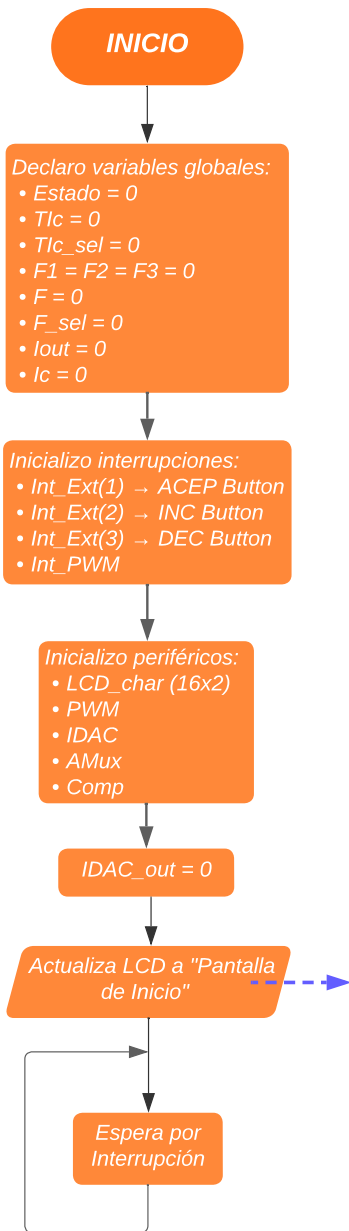 INICIO
Declaro variables globales:
• Estado = 0
• TIc = 0
• TIc_sel = 0
• F1 = F2 = F3 = 0
• F = 0
• F_sel = 0
• Iout = 0
• Ic = 0
Inicializo interrupciones:
• Int_Ext(1) → ACEP Button
• Int_Ext(2) → INC Button
• Int_Ext(3) → DEC Button
• Int_PWM
Inicializo periféricos:
• LCD_char (16x2)
• PWM
• IDAC
• AMux
• Comp
IDAC_out = 0
Actualiza LCD a "Pantalla
de Inicio"
Espera por
Interrupción